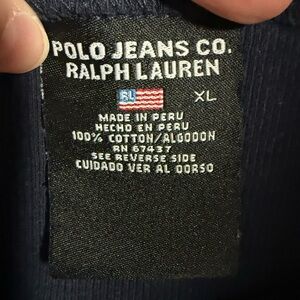 POLO JEANS CO.
RALPH LAUREN
RL XL
MADE IN PERU
HECHO EN PERU
100% COTTON/ALGODON
RN 67437
SEE REVERSE SIDE
CUIDADO VER AL DORSO